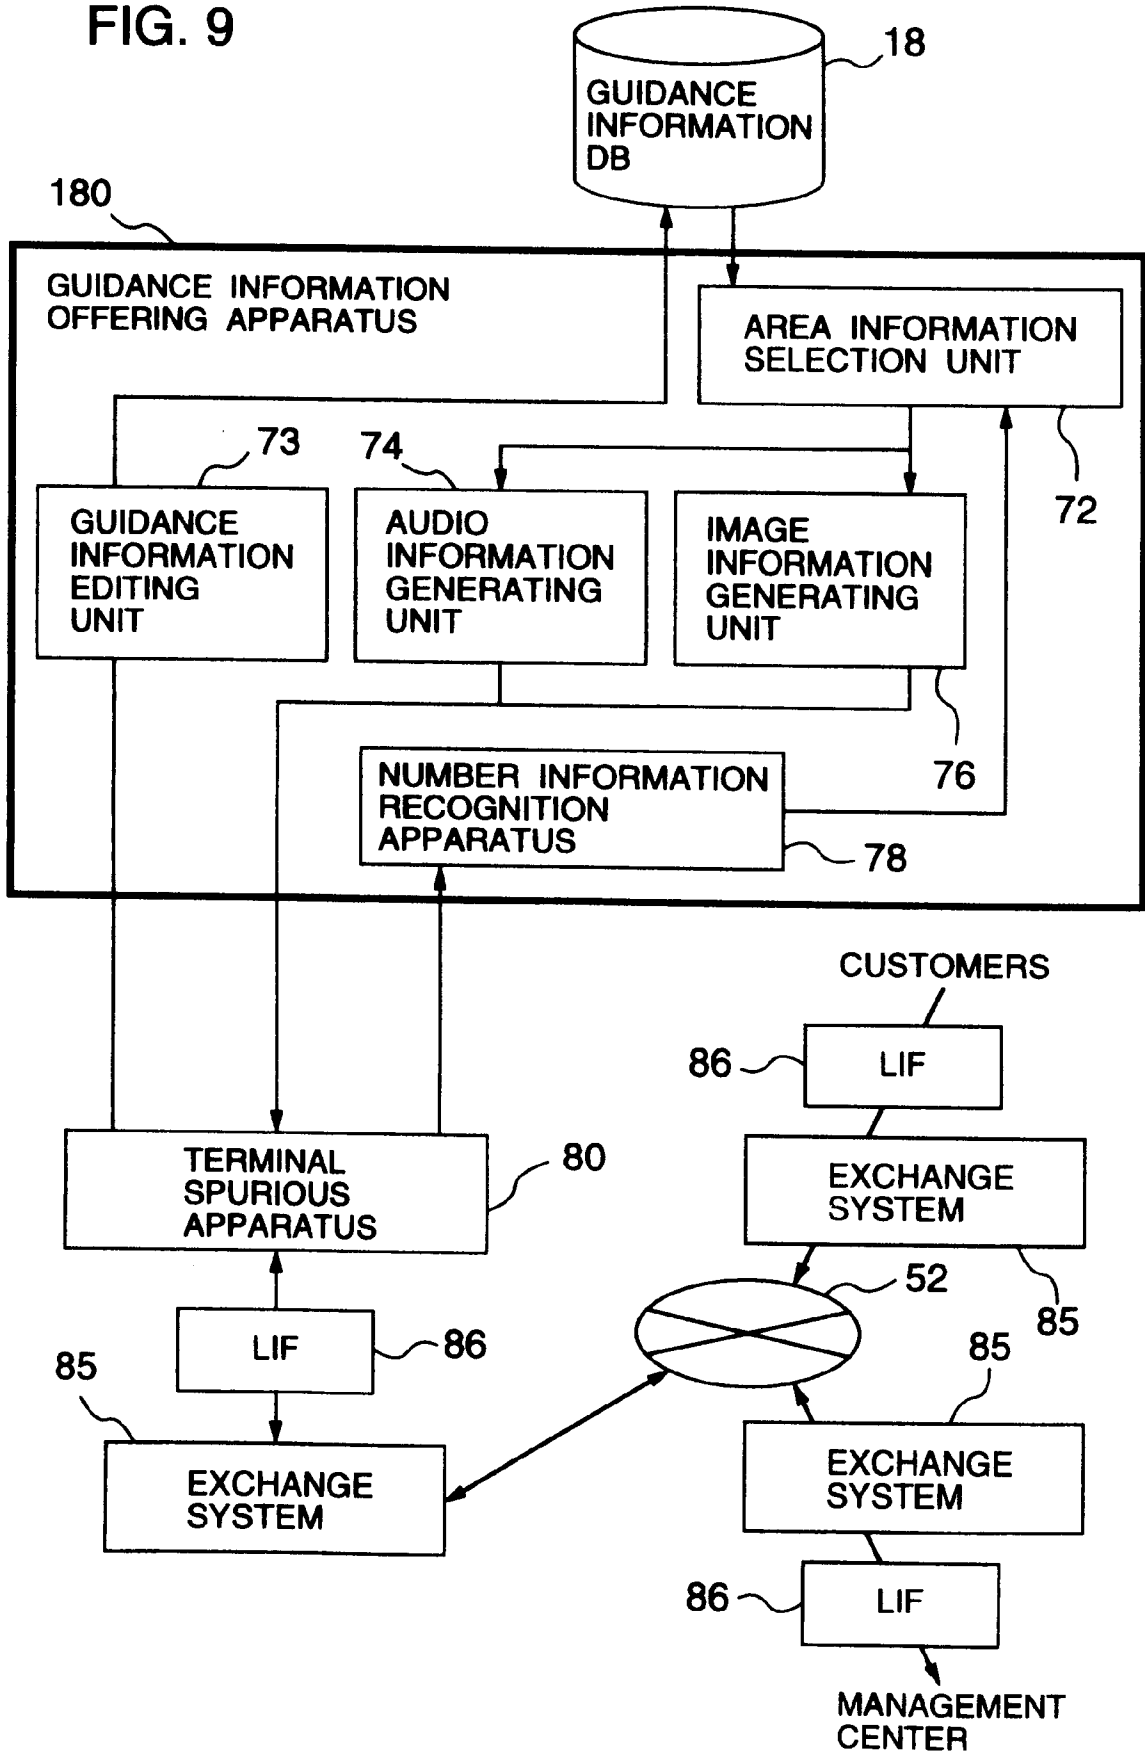 FIG. 9
18
GUIDANCE
INFORMATION
DB
180
GUIDANCE INFORMATION
OFFERING APPARATUS
AREA INFORMATION
SELECTION UNIT
72
73
GUIDANCE
INFORMATION
EDITING
UNIT
74
AUDIO
INFORMATION
GENERATING
UNIT
IMAGE
INFORMATION
GENERATING
UNIT
76
NUMBER INFORMATION
RECOGNITION
APPARATUS
78
CUSTOMERS
86
LIF
TERMINAL
SPURIOUS
APPARATUS
80
EXCHANGE
SYSTEM
85
52
LIF
86
85
EXCHANGE
SYSTEM
85
EXCHANGE
SYSTEM
86
LIF
MANAGEMENT
CENTER